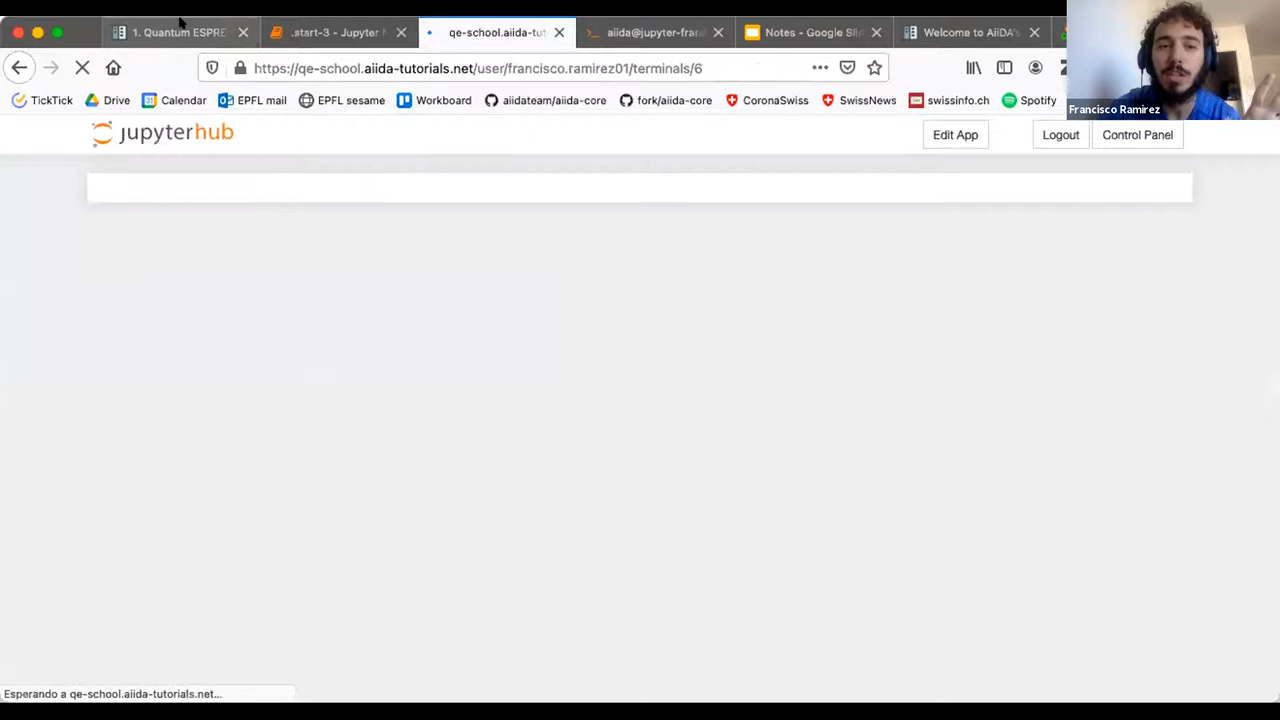 1. Quantum ESPRE
.start-3 - Jupyter
qe-school.aiida-tut
aiida@jupyter-fran
Notes - Google Slid
Welcome to AiiDA's
https://qe-school.aiida-tutorials.net/user/francisco.ramirez01/terminals/6
TickTick
Drive
Calendar
EPFL mail
EPFL sesame
Workboard
aiidateam/aiida-core
fork/aiida-core
CoronaSwiss
SwissNews
swissinfo.ch
Spotify
Francisco Ramirez
jupyterhub
Edit App
Logout
Control Panel
Esperando a qe-school.aiida-tutorials.net...